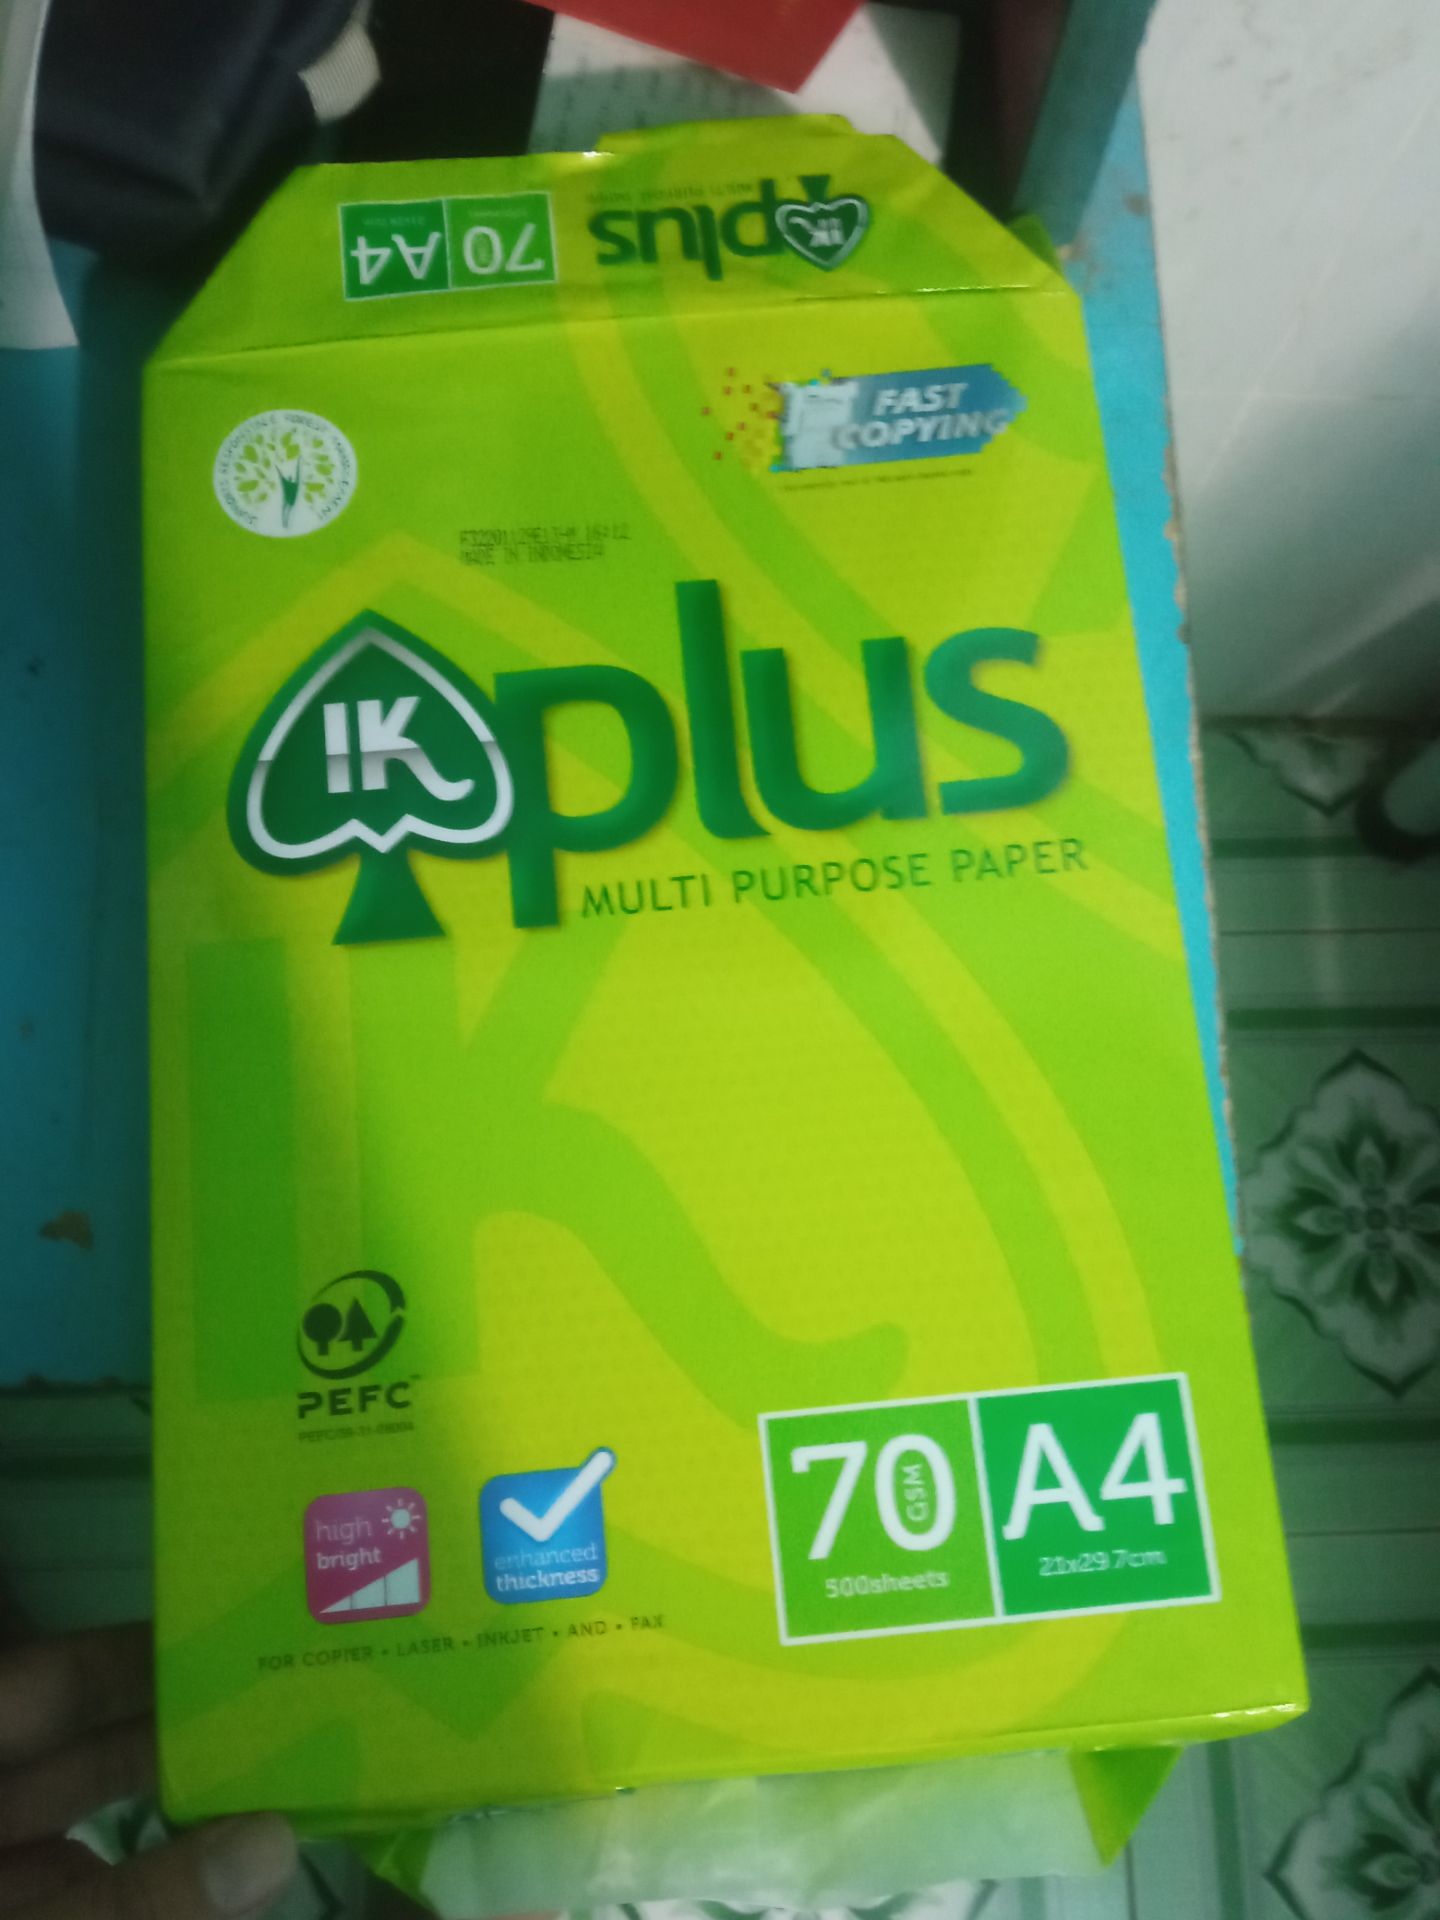 plus
IK
70
A4
FAST
COPYING
MADE IN INDONESIA
IK
plus
MULTI PURPOSE PAPER
PEFC
high
bright
enhanced
thickness
70 GSM
500sheets
A4
21x29.7cm
FOR COPIER • LASER • INKJET • AND • FAX